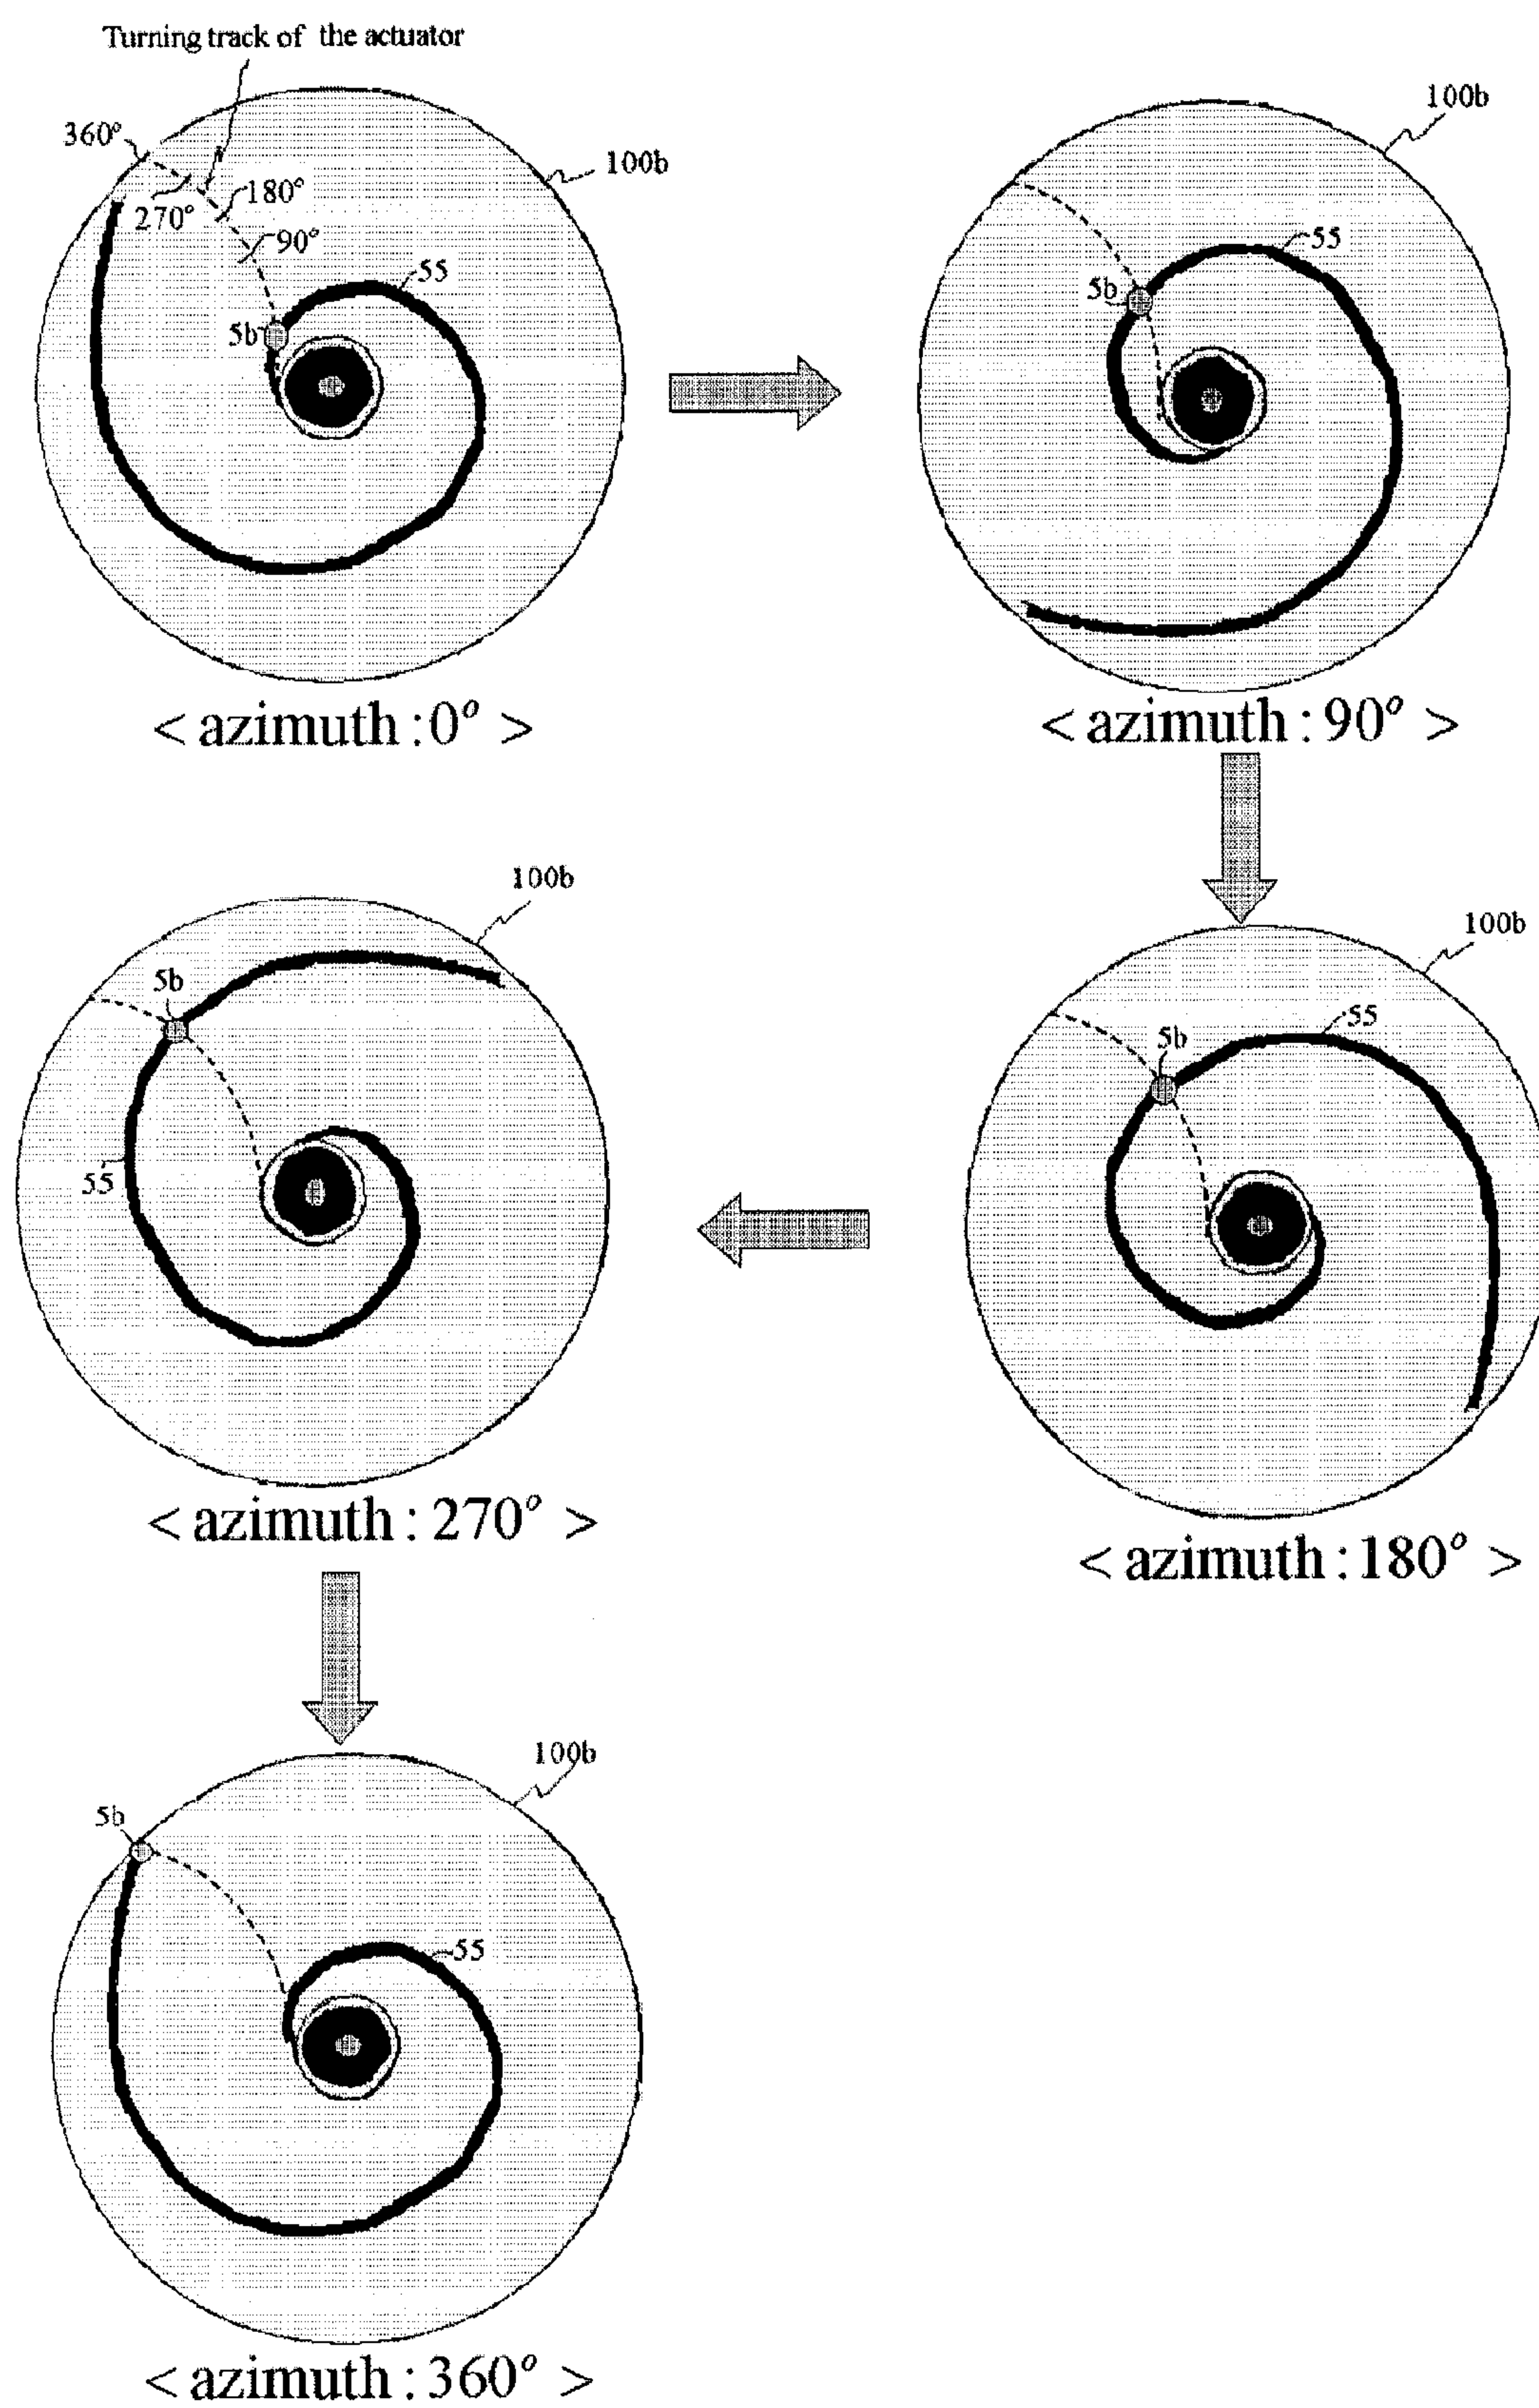 Turning track of the actuator
360°
100b
270°
180°
90°
55
5b
< azimuth : 0° >
100b
55
5b
< azimuth : 90° >
100b
5b
55
< azimuth : 270° >
100b
55
5b
< azimuth : 180° >
100b
5b
55
< azimuth : 360° >